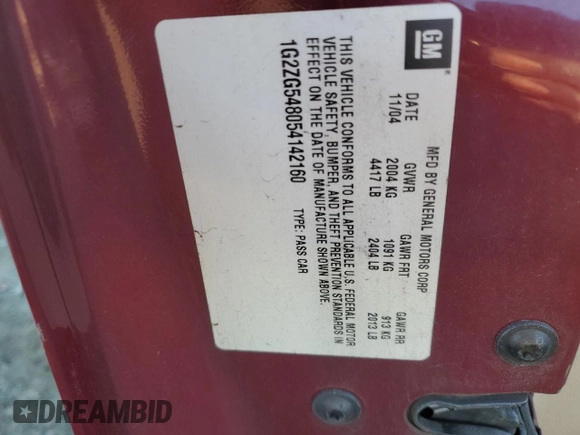 GM
®
MFD BY GENERAL MOTORS CORP
DATE GVWR GAWR FRT GAWR RR
11/04 2004 KG 1091 KG 913 KG
4417 LB 2404 LB 2013 LB
THIS VEHICLE CONFORMS TO ALL APPLICABLE U.S. FEDERAL MOTOR
VEHICLE SAFETY, BUMPER, AND THEFT PREVENTION STANDARDS IN
EFFECT ON THE DATE OF MANUFACTURE SHOWN ABOVE.
1G2ZG548054142160 TYPE: PASS CAR
DREAMBID